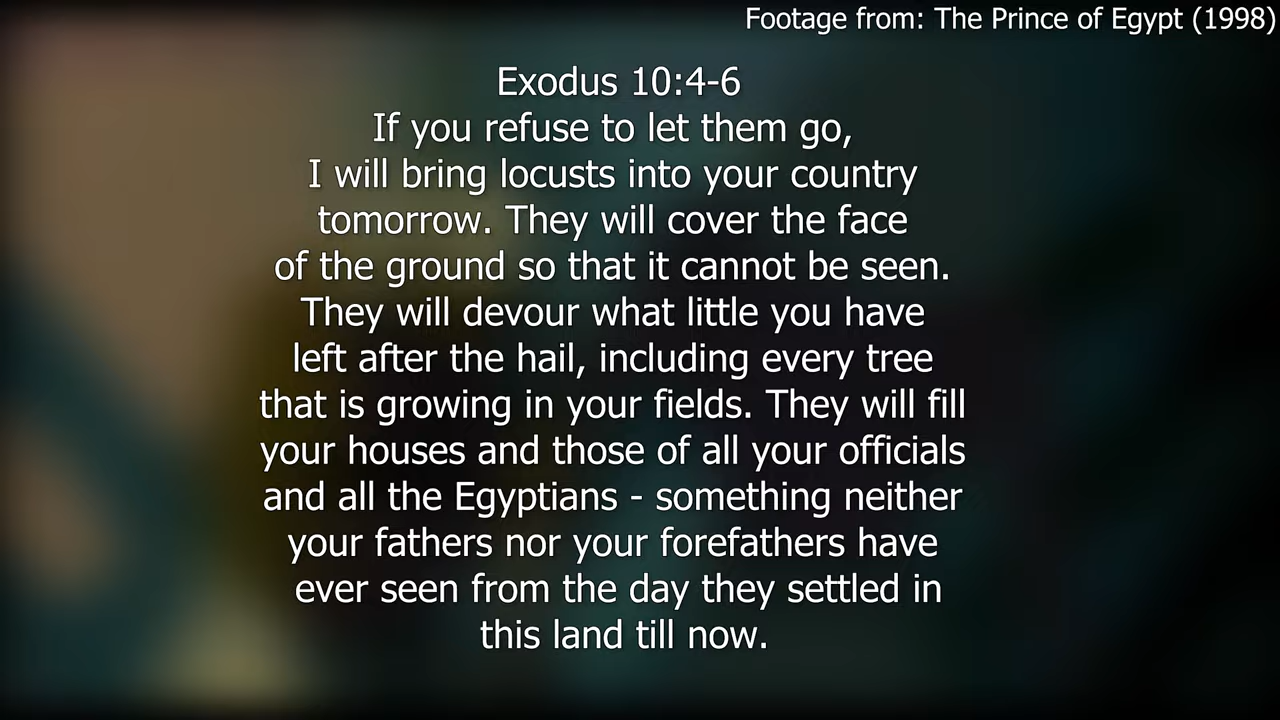 Footage from: The Prince of Egypt (1998)
Exodus 10:4-6
If you refuse to let them go,
I will bring locusts into your country
tomorrow. They will cover the face
of the ground so that it cannot be seen.
They will devour what little you have
left after the hail, including every tree
that is growing in your fields. They will fill
your houses and those of all your officials
and all the Egyptians - something neither
your fathers nor your forefathers have
ever seen from the day they settled in
this land till now.